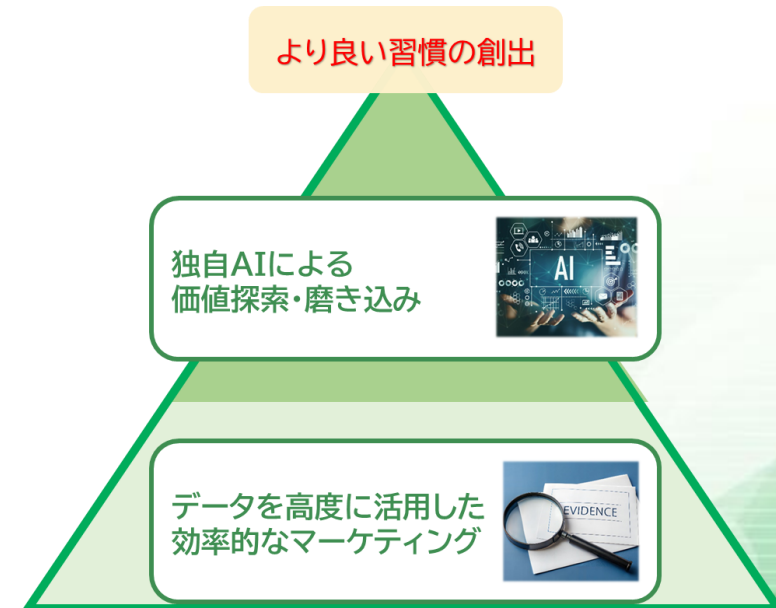 より良い習慣の創出
独自AIによる
価値探索・磨き込み
AI
データを高度に活用した
効率的なマーケティング
EVIDENCE